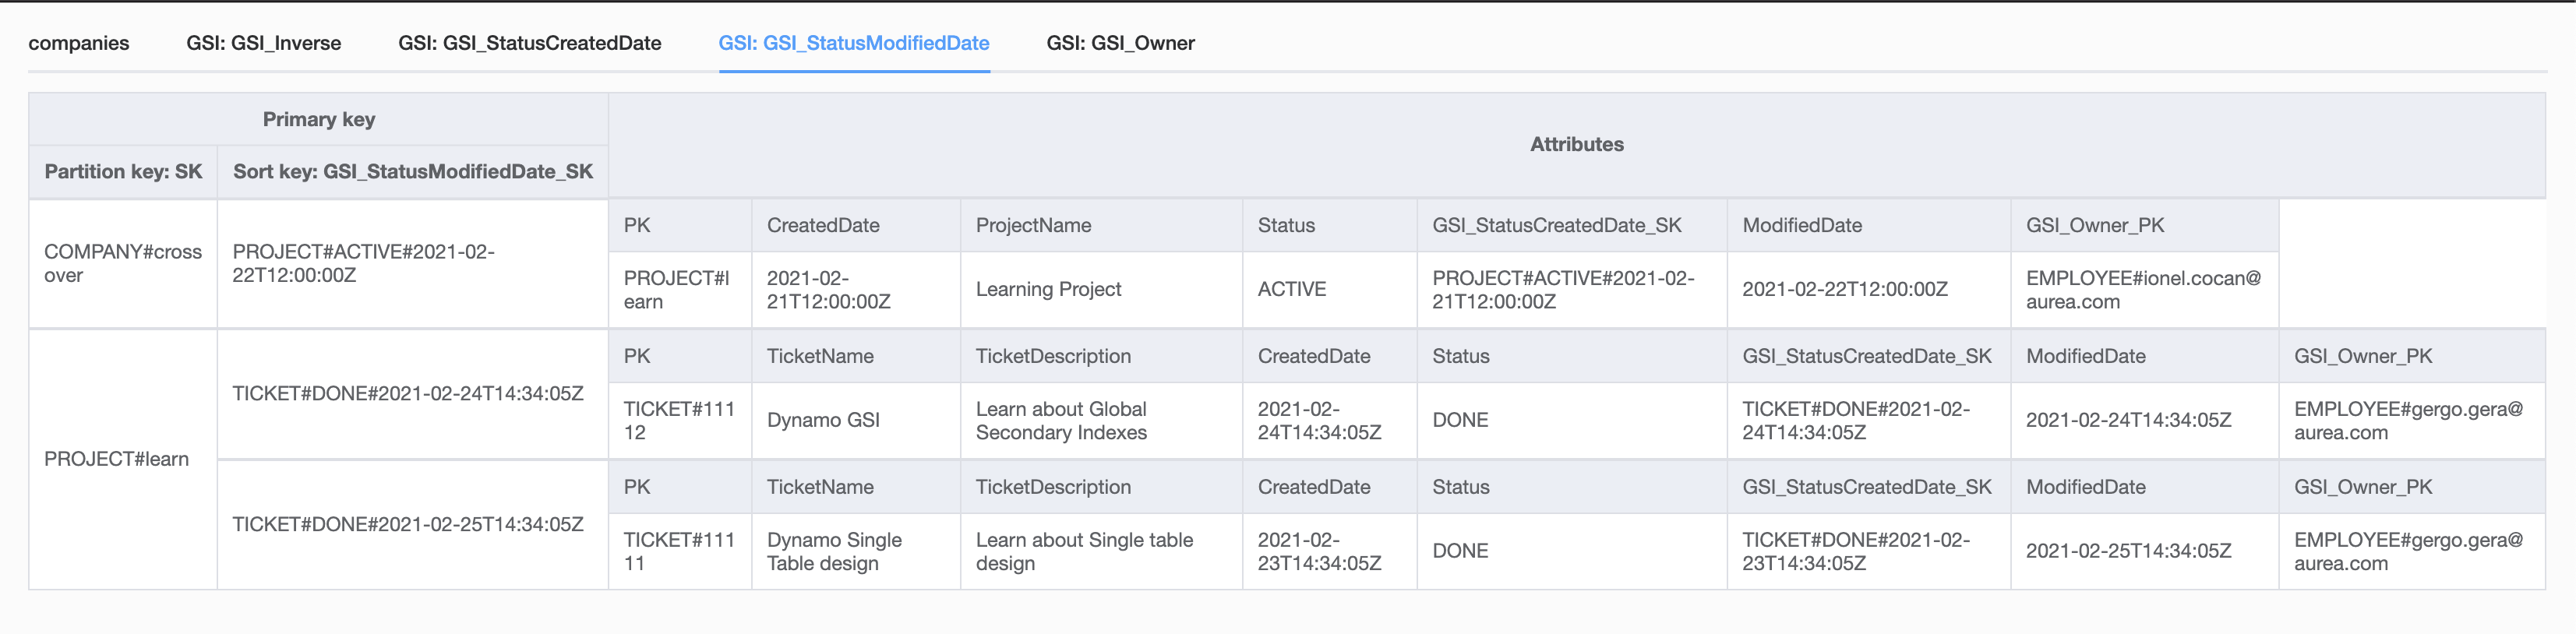 companies GSI: GSI_Inverse GSI: GSI_StatusCreatedDate GSI: GSI_StatusModifiedDate GSI: GSI_Owner
Primary key
Attributes
Partition key: SK Sort key: GSI_StatusModifiedDate_SK
PK CreatedDate ProjectName Status GSI_StatusCreatedDate_SK ModifiedDate GSI_Owner_PK
COMPANY#cross
over
PROJECT#ACTIVE#2021-02-
22T12:00:00Z
PROJECT#l
earn
2021-02-
21T12:00:00Z
Learning Project
ACTIVE
PROJECT#ACTIVE#2021-02-
21T12:00:00Z
2021-02-22T12:00:00Z
EMPLOYEE#ionel.cocan@
aurea.com
PROJECT#learn
TICKET#DONE#2021-02-24T14:34:05Z
PK TicketName TicketDescription CreatedDate Status GSI_StatusCreatedDate_SK ModifiedDate GSI_Owner_PK
TICKET#111
12
Dynamo GSI
Learn about Global
Secondary Indexes
2021-02-
24T14:34:05Z
DONE
TICKET#DONE#2021-02-
24T14:34:05Z
2021-02-24T14:34:05Z
EMPLOYEE#gergo.gera@
aurea.com
TICKET#DONE#2021-02-25T14:34:05Z
PK TicketName TicketDescription CreatedDate Status GSI_StatusCreatedDate_SK ModifiedDate GSI_Owner_PK
TICKET#111
11
Dynamo Single
Table design
Learn about Single table
design
2021-02-
23T14:34:05Z
DONE
TICKET#DONE#2021-02-
23T14:34:05Z
2021-02-25T14:34:05Z
EMPLOYEE#gergo.gera@
aurea.com